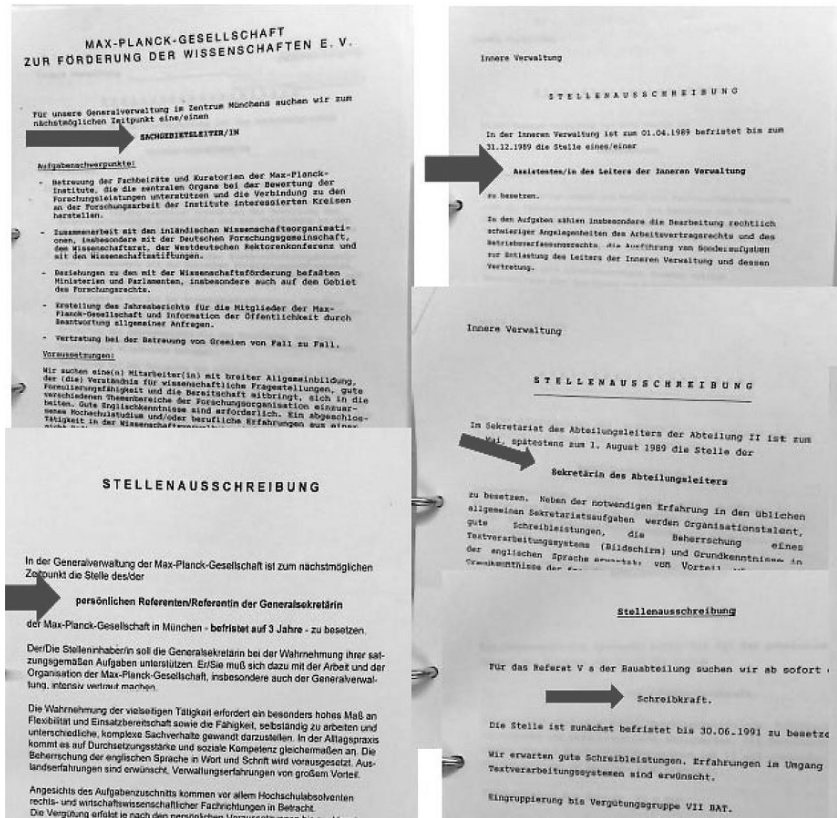 MAX-PLANCK-GESELLSCHAFT
ZUR FÖRDERUNG DER WISSENSCHAFTEN E. V.
Für unsere Generalverwaltung im Zentrum Münchens suchen wir zum
nächstmöglichen Zeitpunkt eine/einen
SACHGEBIETSLEITER/IN
Aufgabenschwerpunkte:
- Betreuung der Fachbeiräte und Kuratorien der Max-Planck-
Institute, die die zentralen Organe bei der Bewertung der
Forschungsleistungen unterstützen und die Verbindung zu den
an der Forschungsarbeit der Institute interessierten Kreisen
herstellen.
- Zusammenarbeit mit den inländischen Wissenschaftsorganisati-
onen, insbesondere mit der Deutschen Forschungsgemeinschaft,
dem Wissenschaftsrat, der Westdeutschen Rektorenkonferenz und
mit den Wissenschaftsstiftungen.
- Beziehungen zu den mit der Wissenschaftsförderung befaßten
Ministerien und Parlamenten, insbesondere auch auf dem Gebiet
des Forschungsrechts.
- Erstellung des Jahresberichts für die Mitglieder der Max-
Planck-Gesellschaft und Information der Öffentlichkeit durch
Beantwortung allgemeiner Anfragen.
- Vertretung bei der Betreuung von Gremien von Fall zu Fall.
Voraussetzungen:
Wir suchen eine(n) Mitarbeiter(in) mit breiter Allgemeinbildung,
der (die) Verständnis für wissenschaftliche Fragestellungen, gute
Formulierungsfähigkeit und die Bereitschaft mitbringt, sich in die
verschiedenen Themenbereiche der Forschungsorganisation einzuar-
beiten. Gute Englischkenntnisse sind erforderlich. Ein abgeschlos-
senes Hochschulstudium und/oder berufliche Erfahrungen aus einer
Tätigkeit in der
Innere Verwaltung
STELLENAUSSCHREIBUNG
In der Inneren Verwaltung ist zum 01.04.1989 befristet bis zum
31.12.1989 die Stelle eines/einer
Assistenten/in des Leiters der Inneren Verwaltung
zu besetzen.
Zu den Aufgaben zählen insbesondere die Bearbeitung rechtlich
schwieriger Angelegenheiten des Arbeitsvertragsrechts und des
Betriebsverfassungsrechts, die Ausführung von Sonderaufgaben
zur Entlastung des Leiters der Inneren Verwaltung und dessen
Vertretung.
Innere Verwaltung
STELLENAUSSCHREIBUNG
Im Sekretariat des Abteilungsleiters der Abteilung II ist zum
Mai, spätestens zum 1. August 1989 die Stelle der
Sekretärin des Abteilungsleiters
zu besetzen. Neben der notwendigen Erfahrung in den üblichen
allgemeinen Sekretariatsaufgaben werden Organisationstalent,
gute Schreibleistungen, die Beherrschung eines
Textverarbeitungssystems (Bildschirm) und Grundkenntnisse in
der englischen Sprache erwartet; von Vorteil
Grundkenntnisse der
STELLENAUSSCHREIBUNG
In der Generalverwaltung der Max-Planck-Gesellschaft ist zum nächstmöglichen
Zeitpunkt die Stelle des/der
persönlichen Referenten/Referentin der Generalsekretärin
der Max-Planck-Gesellschaft in München - befristet auf 3 Jahre - zu besetzen.
Der/Die Stelleninhaber/in soll die Generalsekretärin bei der Wahrnehmung ihrer sat-
zungsgemäßen Aufgaben unterstützen. Er/Sie muß sich dazu mit der Arbeit und der
Organisation der Max-Planck-Gesellschaft, insbesondere auch der Generalverwal-
tung, intensiv vertraut machen.
Die Wahrnehmung der vielseitigen Tätigkeit erfordert ein besonders hohes Maß an
Flexibilität und Einsatzbereitschaft sowie die Fähigkeit, selbständig zu arbeiten und
unterschiedliche, komplexe Sachverhalte gewandt darzustellen. In der Alltagspraxis
kommt es auf Durchsetzungsstärke und soziale Kompetenz gleichermaßen an. Die
Beherrschung der englischen Sprache in Wort und Schrift wird vorausgesetzt. Aus-
landserfahrungen sind erwünscht, Verwaltungserfahrungen von großem Vorteil.
Angesichts des Aufgabenzuschnitts kommen vor allem Hochschulabsolventen
rechts- und wirtschaftswissenschaftlicher Fachrichtungen in Betracht.
Die Vergütung erfolgt je nach den persönlichen Voraussetzungen
Stellenausschreibung
Für das Referat V a der Bauabteilung suchen wir ab sofort
Schreibkraft.
Die Stelle ist zunächst befristet bis 30.06.1991 zu besetze
Wir erwarten gute Schreibleistungen. Erfahrungen im Umgang
Textverarbeitungssystemen sind erwünscht.
Eingruppierung bis Vergütungsgruppe VII BAT.